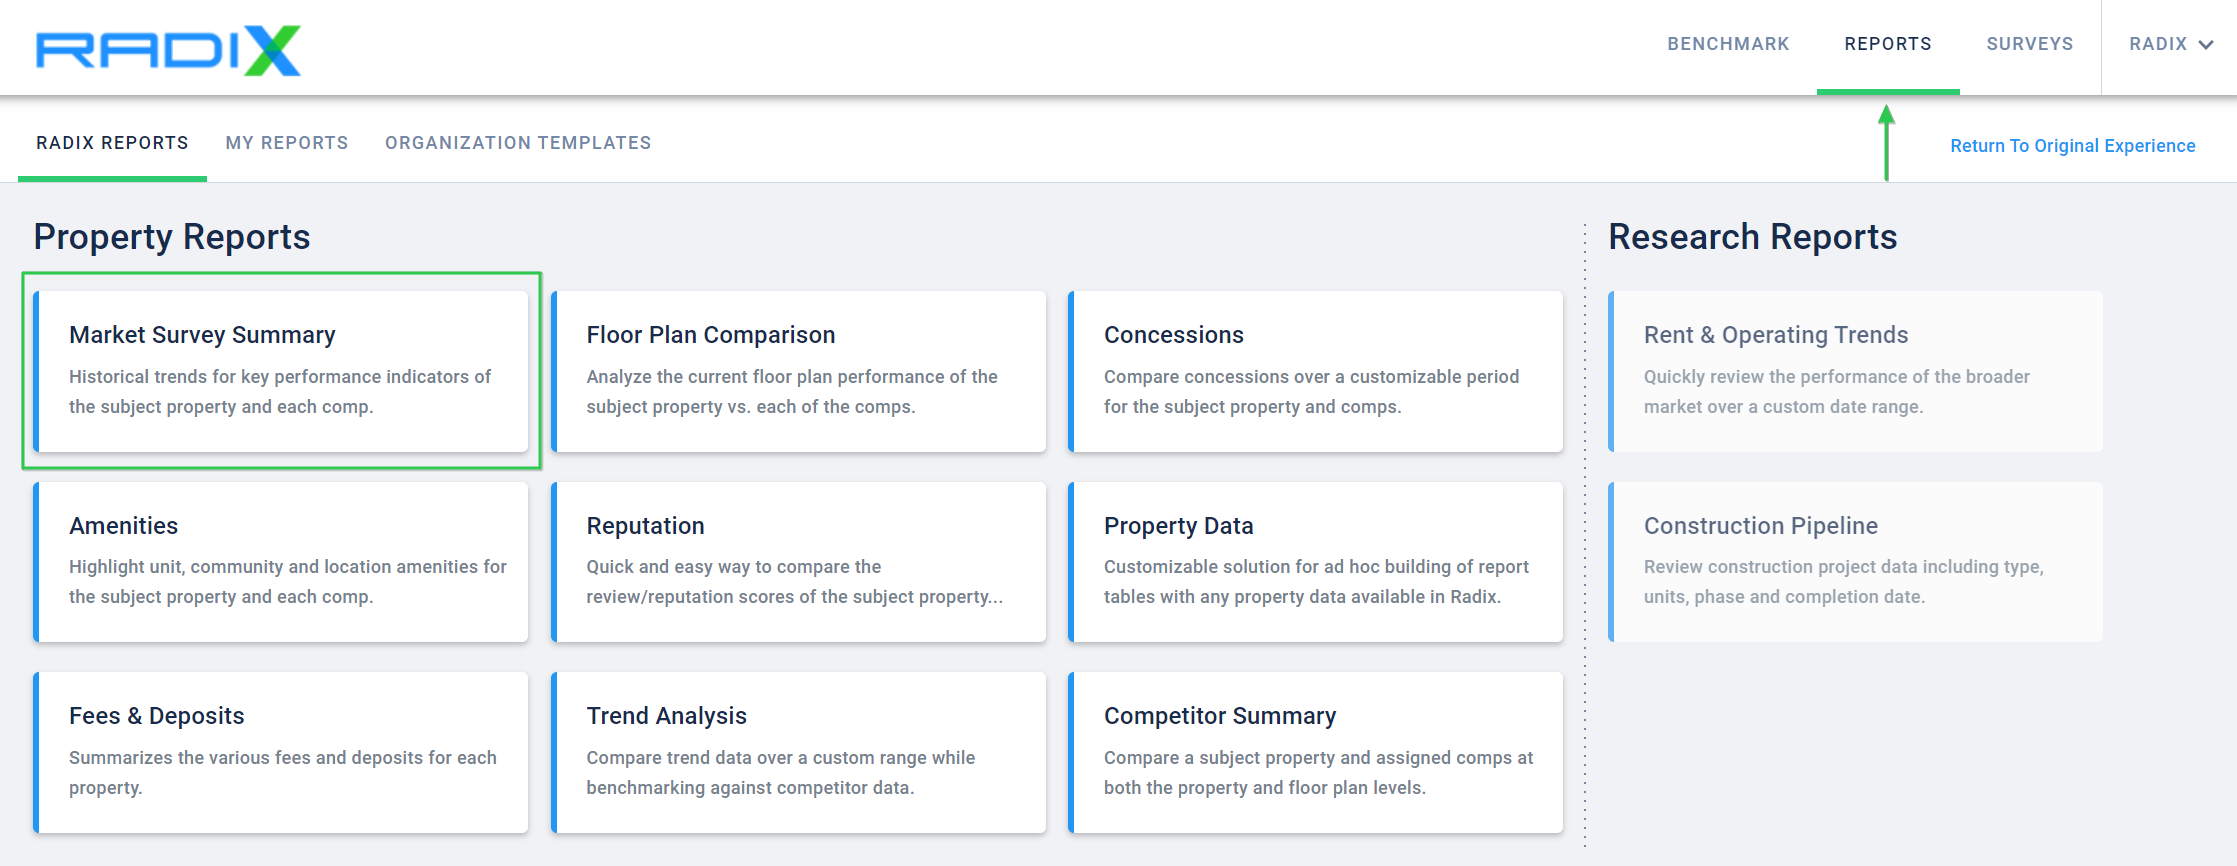 RADIX
BENCHMARK
REPORTS
SURVEYS
RADIX
RADIX REPORTS
MY REPORTS
ORGANIZATION TEMPLATES
Return To Original Experience
Property Reports
Market Survey Summary
Historical trends for key performance indicators of
the subject property and each comp.
Floor Plan Comparison
Analyze the current floor plan performance of the
subject property vs. each of the comps.
Concessions
Compare concessions over a customizable period
for the subject property and comps.
Amenities
Highlight unit, community and location amenities for
the subject property and each comp.
Reputation
Quick and easy way to compare the
review/reputation scores of the subject property...
Property Data
Customizable solution for ad hoc building of report
tables with any property data available in Radix.
Fees & Deposits
Summarizes the various fees and deposits for each
property.
Trend Analysis
Compare trend data over a custom range while
benchmarking against competitor data.
Competitor Summary
Compare a subject property and assigned comps at
both the property and floor plan levels.
Research Reports
Rent & Operating Trends
Quickly review the performance of the broader
market over a custom date range.
Construction Pipeline
Review construction project data including type,
units, phase and completion date.